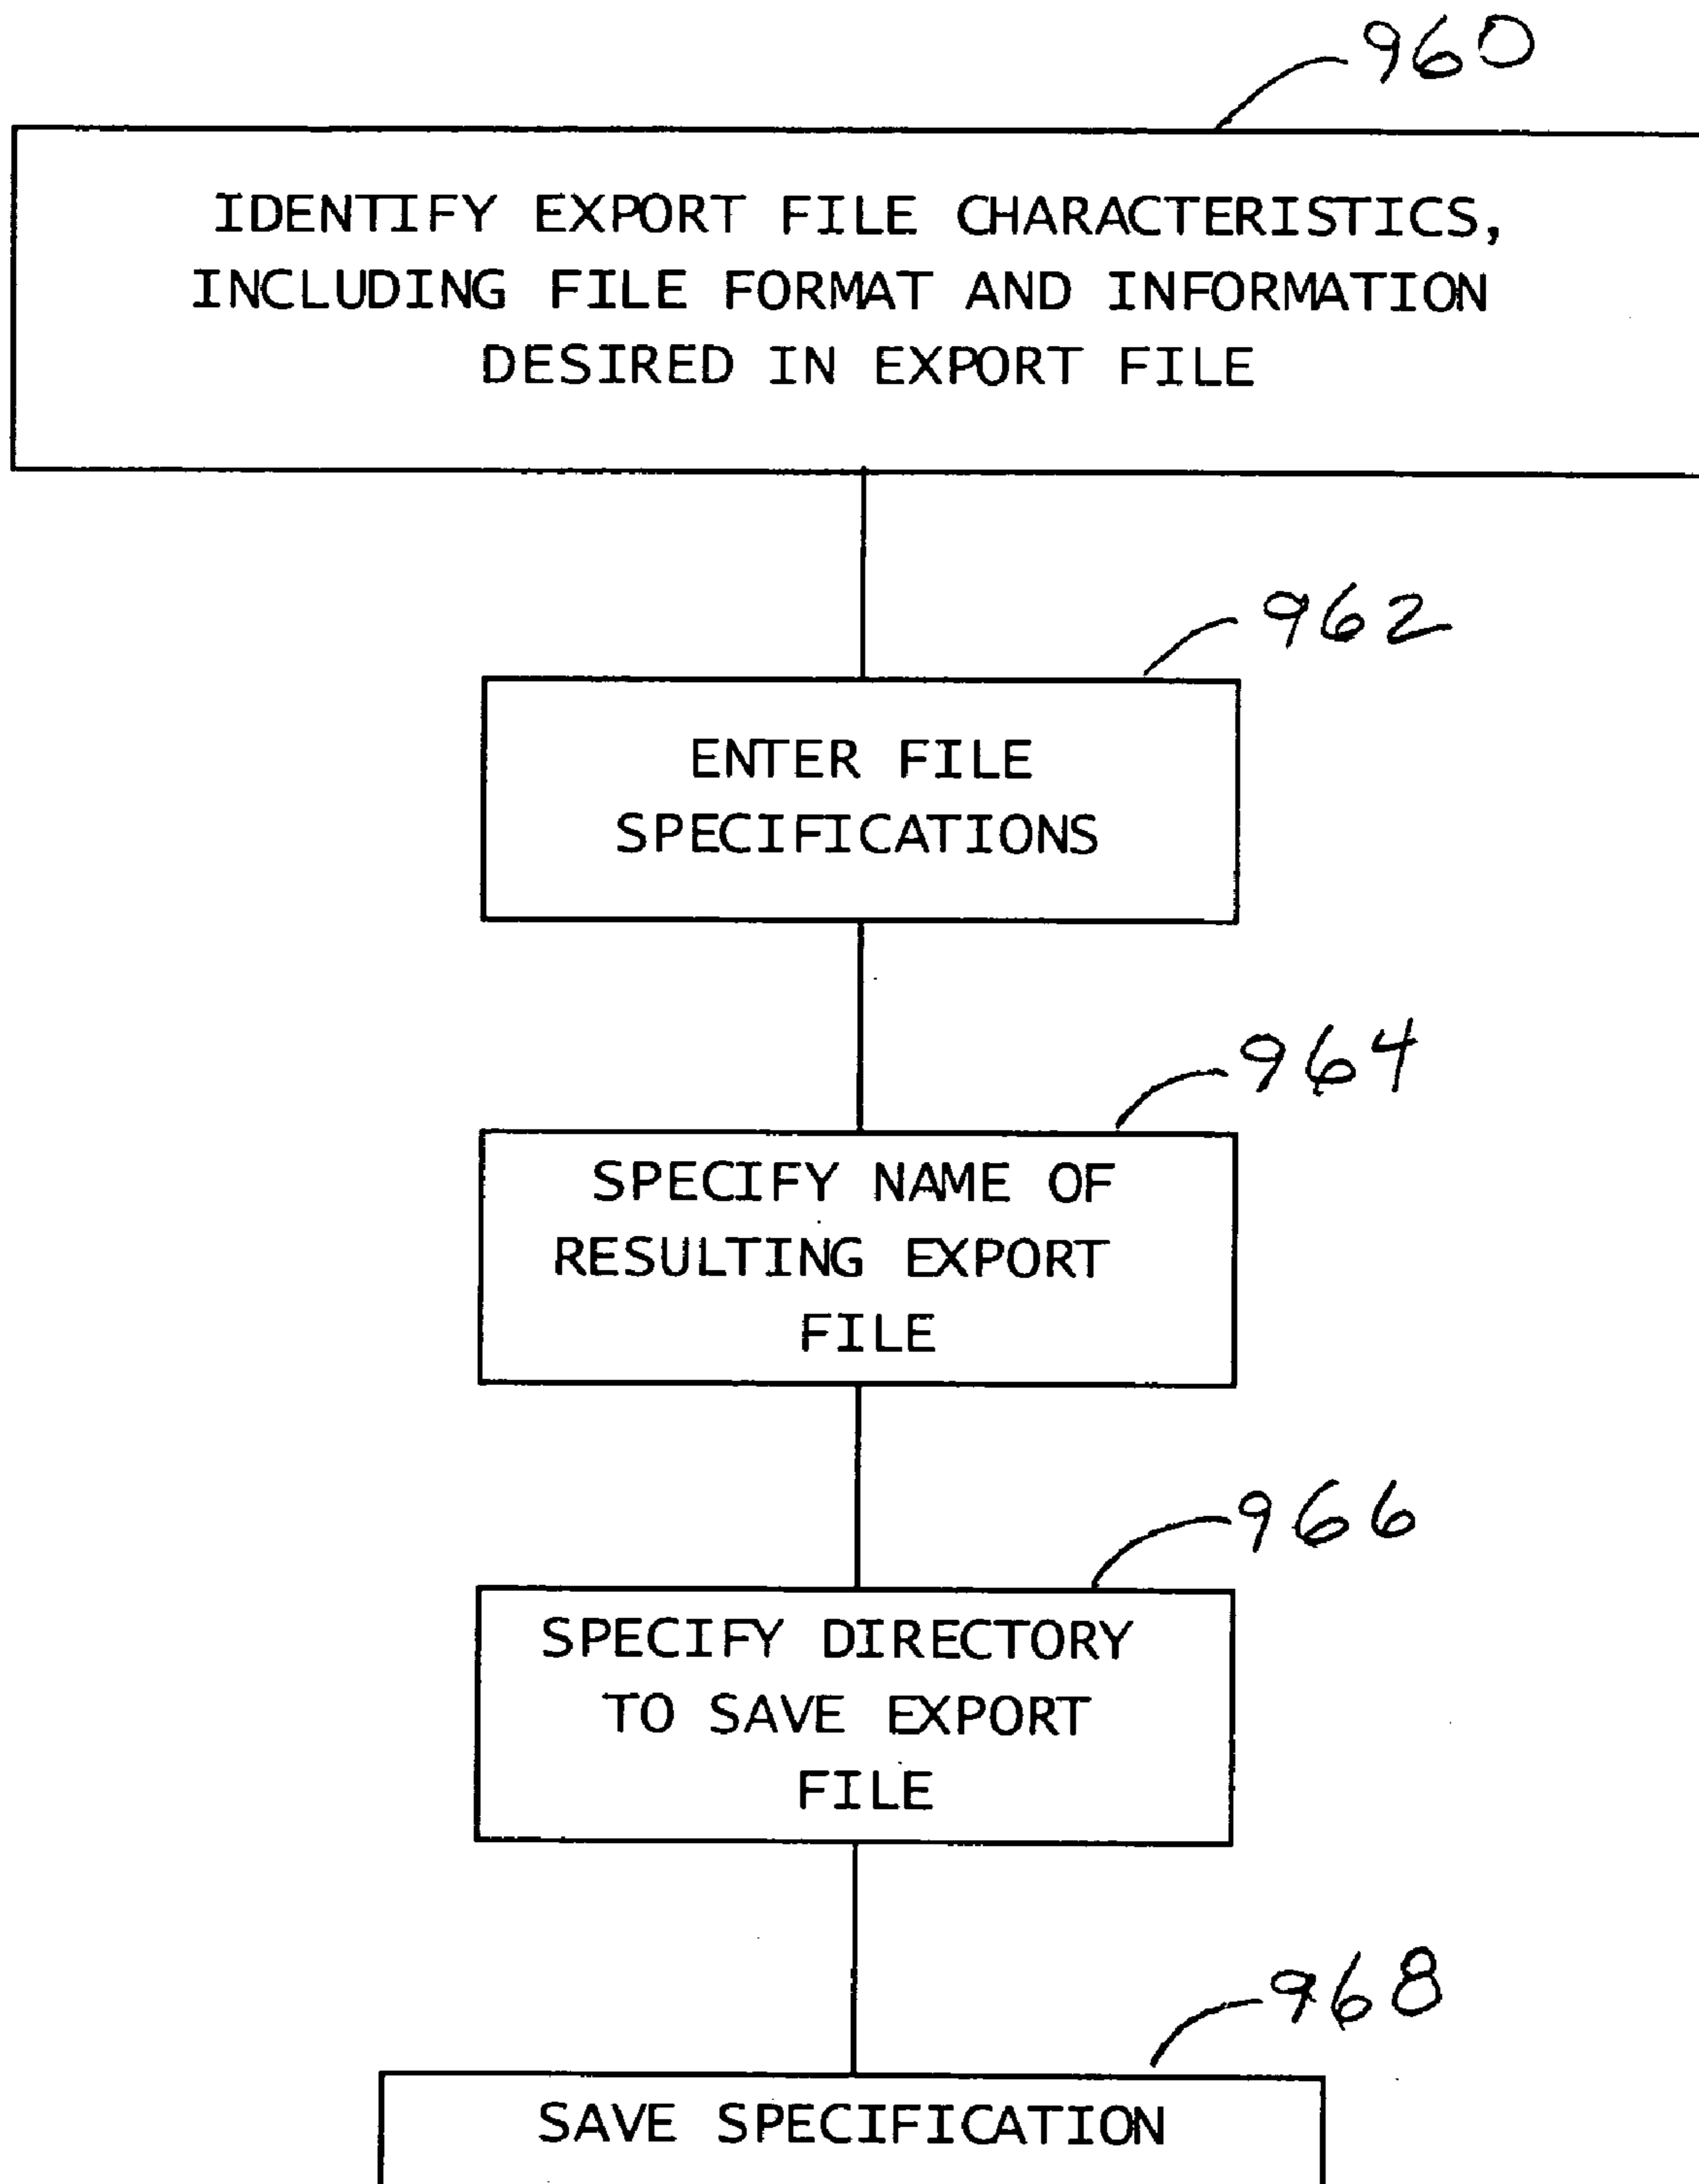 960
IDENTIFY EXPORT FILE CHARACTERISTICS,
INCLUDING FILE FORMAT AND INFORMATION
DESIRED IN EXPORT FILE
962
ENTER FILE
SPECIFICATIONS
964
SPECIFY NAME OF
RESULTING EXPORT
FILE
966
SPECIFY DIRECTORY
TO SAVE EXPORT
FILE
968
SAVE SPECIFICATION